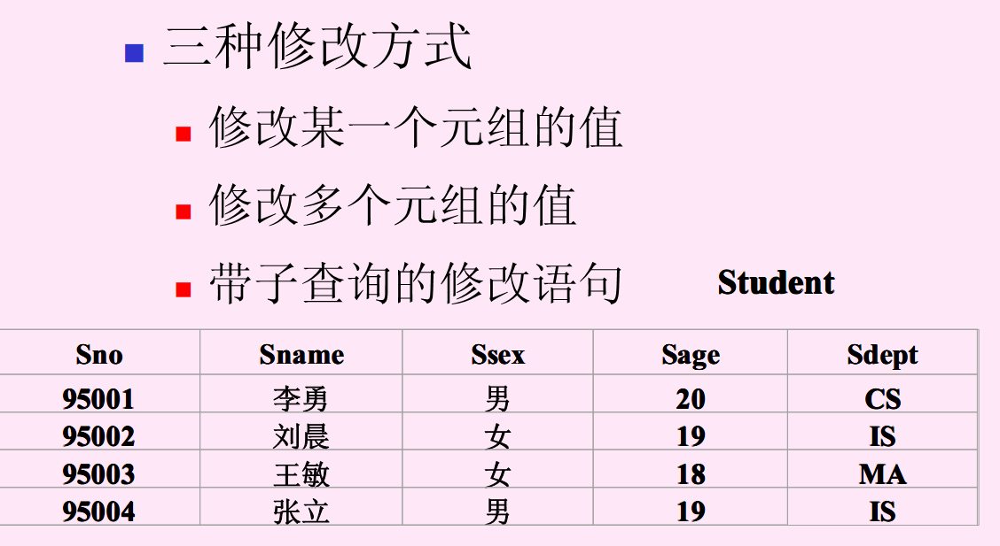 三种修改方式
修改某一个元组的值
修改多个元组的值
带子查询的修改语句
Student
Sno Sname Ssex Sage Sdept
95001 李勇 男 20 CS
95002 刘晨 女 19 IS
95003 王敏 女 18 MA
95004 张立 男 19 IS